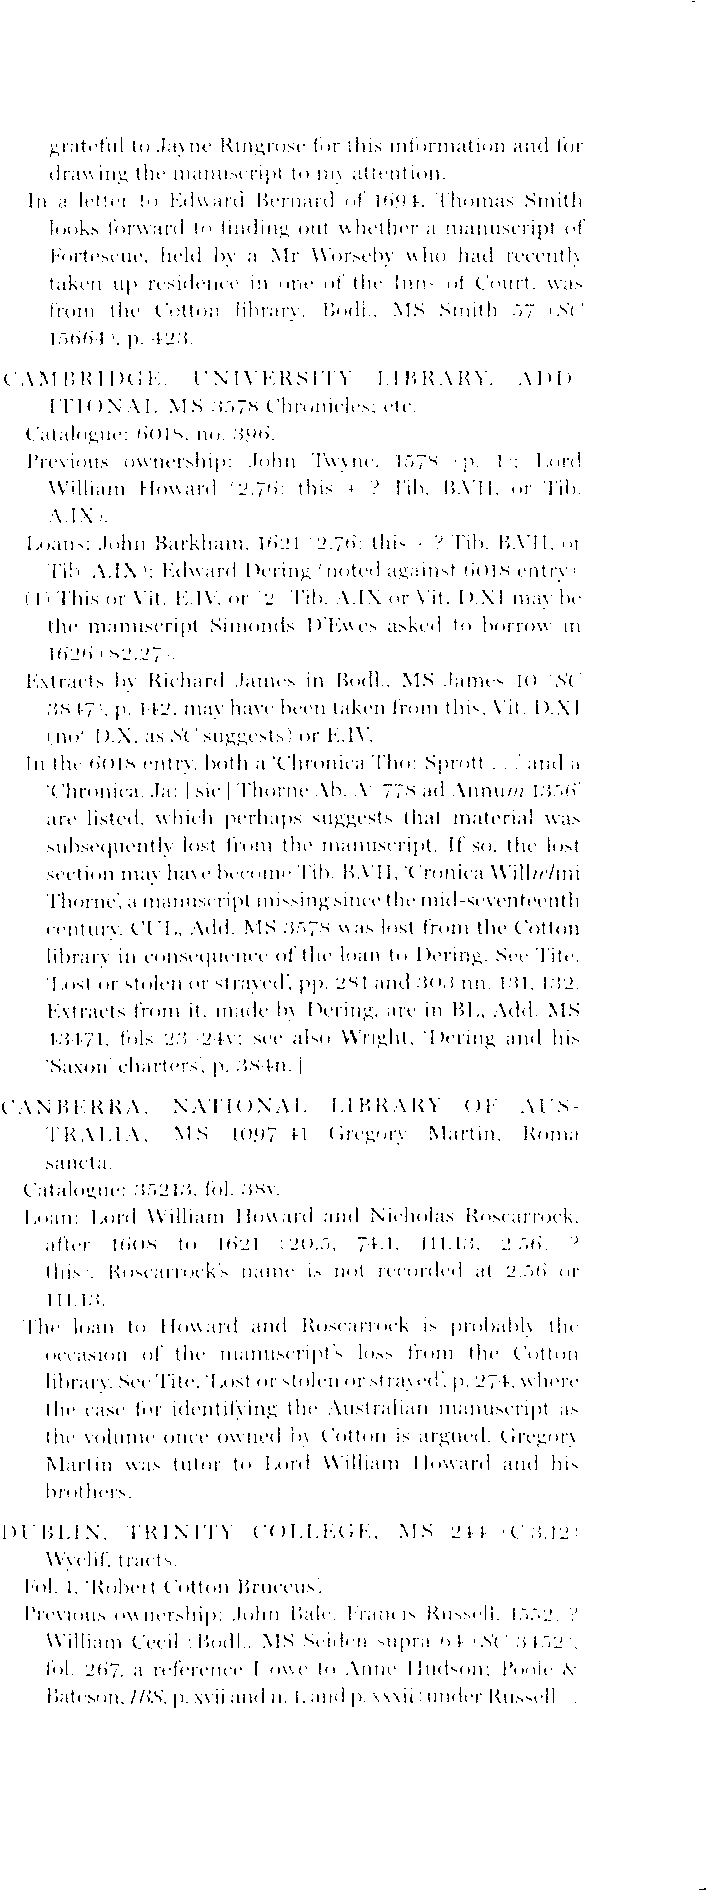 grateful to Jayne Ringrose for this information and for
drawing the manuscript to my attention.
In a letter to Edward Bernard of 1694, Thomas Smith
looks forward to finding out whether a manuscript of
Fortescue, held by a Mr Worseby who had recently
taken up residence in one of the Inns of Court, was
from the Cotton library. Bodl., MS Smith 57 (SC
15664), p. 423.
CAMBRIDGE, UNIVERSITY LIBRARY, ADD-
ITIONAL MS 3578 Chronicles; etc.
Catalogue: 6018, no. 396.
Previous ownership: John Twyne, 1578 (p. 1); Lord
William Howard (2.76: this + ? Tib. B.VII, or Tib.
A.IX).
Loans: John Barkham, 1621 (2.76: this + ? Tib. B.VII, or
Tib. A.IX); Edward Dering (noted against 6018 entry).
(1) This or Vit. E.IV, or (2) Tib. A.IX or Vit. D.XI may be
the manuscript Simonds D'Ewes asked to borrow in
1626 (82.27).
Extracts by Richard James in Bodl., MS James 10 (SC
3847), p. 142, may have been taken from this, Vit. D.XI
(not D.X, as SC suggests) or E.IV.
In the 6018 entry, both a 'Chronica Tho: Sprott . . .' and a
'Chronica. Ja: [sic] Thorne Ab. A° 778 ad Annum 1356'
are listed, which perhaps suggests that material was
subsequently lost from the manuscript. If so, the lost
section may have become Tib. B.VII, 'Cronica Willhelmi
Thorne', a manuscript missing since the mid-seventeenth
century. CUL, Add. MS 3578 was lost from the Cotton
library in consequence of the loan to Dering. See Tite,
'Lost or stolen or strayed', pp. 281 and 303 nn. 131, 132.
Extracts from it, made by Dering, are in BL, Add. MS
43471, fols 23–24v; see also Wright, 'Dering and his
'Saxon' charters', p. 384n.]
CANBERRA, NATIONAL LIBRARY OF AUS-
TRALIA, MS 1097/41 Gregory Martin, Roma
sancta.
Catalogue: 35213, fol. 38v.
Loan: Lord William Howard and Nicholas Roscarrock,
after 1608 to 1621 (20.5, 74.1, 111.13, 2.56, ?
this). Roscarrock's name is not recorded at 2.56 or
111.13.
The loan to Howard and Roscarrock is probably the
occasion of the manuscript's loss from the Cotton
library. See Tite, 'Lost or stolen or strayed', p. 274, where
the case for identifying the Australian manuscript as
the volume once owned by Cotton is argued. Gregory
Martin was tutor to Lord William Howard and his
brothers.
DUBLIN, TRINITY COLLEGE, MS 244 (C.3.12)
Wyclif, tracts.
Fol. 1, 'Robert Cotton Bruceus'.
Previous ownership: John Bale, Francis Russell, 1552, ?
William Cecil (Bodl., MS Selden supra 64 (SC 3452),
fol. 267, a reference I owe to Anne Hudson; Poole &
Bateson, IBS, p. xvii and n. 1, and p. xxxii (under Russell)).